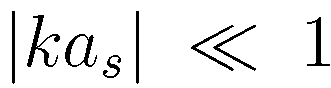 |ka_s| ≪ 1